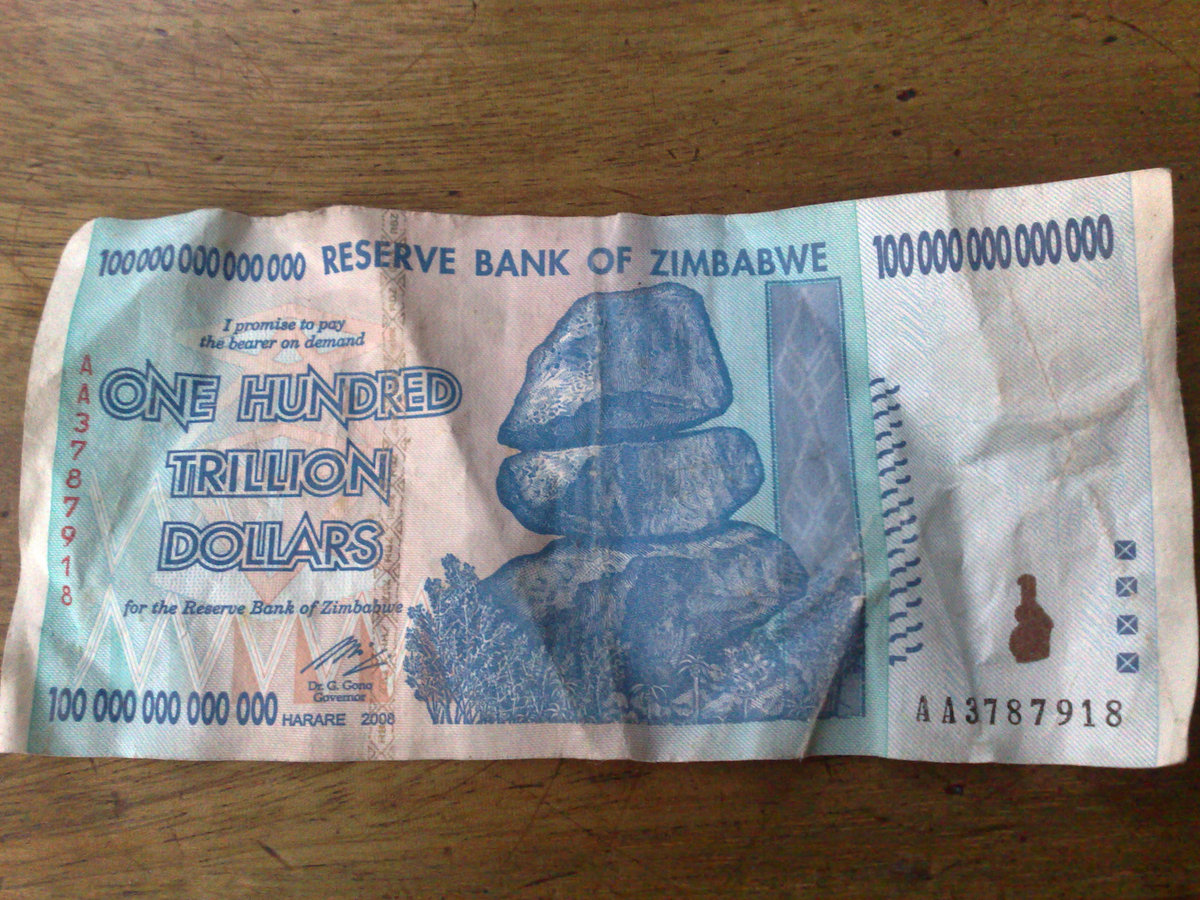 100 000 000 000 000 RESERVE BANK OF ZIMBABWE 100 000 000 000 000
I promise to pay
the bearer on demand
ONE HUNDRED
TRILLION
DOLLARS
for the Reserve Bank of Zimbabwe
Dr. G. Gono
Governor
HARARE 2008
100 000 000 000 000
AA3787918
AA3787918